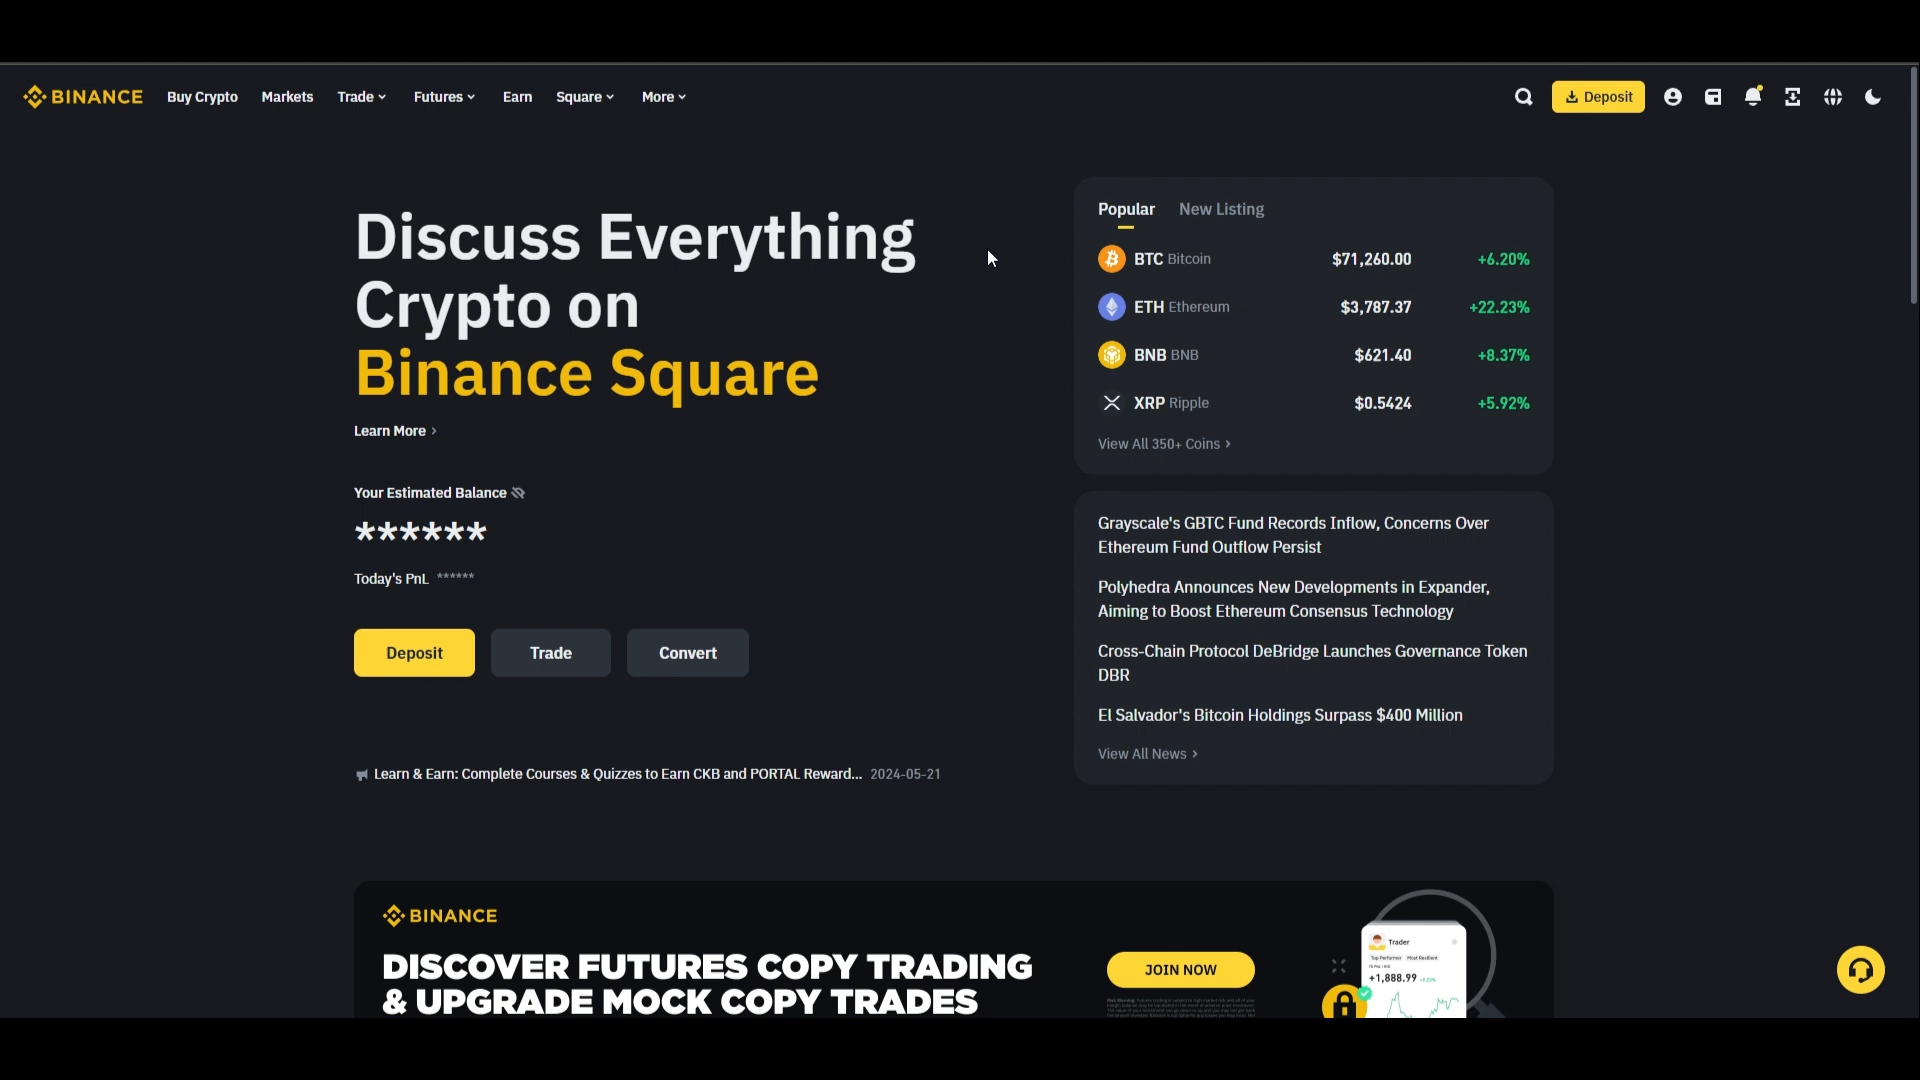 BINANCE
Buy Crypto
Markets
Trade
Futures
Earn
Square
More
Deposit
Discuss Everything
Crypto on
Binance Square
Learn More
Your Estimated Balance
******
Today's PnL ******
Deposit
Trade
Convert
Learn & Earn: Complete Courses & Quizzes to Earn CKB and PORTAL Reward... 2024-05-21
Popular New Listing
BTC Bitcoin $71,260.00 +6.20%
ETH Ethereum $3,787.37 +22.23%
BNB BNB $621.40 +8.37%
XRP Ripple $0.5424 +5.92%
View All 350+ Coins
Grayscale's GBTC Fund Records Inflow, Concerns Over
Ethereum Fund Outflow Persist
Polyhedra Announces New Developments in Expander,
Aiming to Boost Ethereum Consensus Technology
Cross-Chain Protocol DeBridge Launches Governance Token
DBR
El Salvador's Bitcoin Holdings Surpass $400 Million
View All News
BINANCE
DISCOVER FUTURES COPY TRADING
& UPGRADE MOCK COPY TRADES
JOIN NOW
Trader
Top Performer Most Resilient
+1,888.99